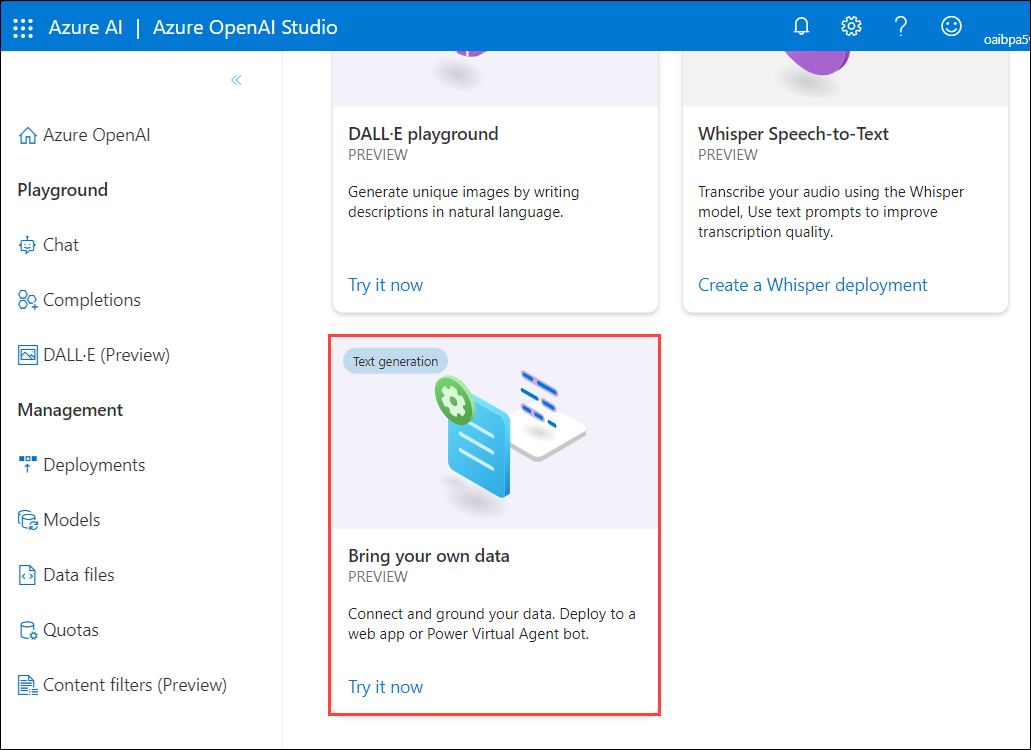 Azure AI | Azure OpenAI Studio
oaibpa5
Azure OpenAI
Playground
Chat
Completions
DALL·E (Preview)
Management
Deployments
Models
Data files
Quotas
Content filters (Preview)
DALL·E playground
PREVIEW
Generate unique images by writing
descriptions in natural language.
Try it now
Whisper Speech-to-Text
PREVIEW
Transcribe your audio using the Whisper
model, Use text prompts to improve
transcription quality.
Create a Whisper deployment
Text generation
Bring your own data
PREVIEW
Connect and ground your data. Deploy to a
web app or Power Virtual Agent bot.
Try it now